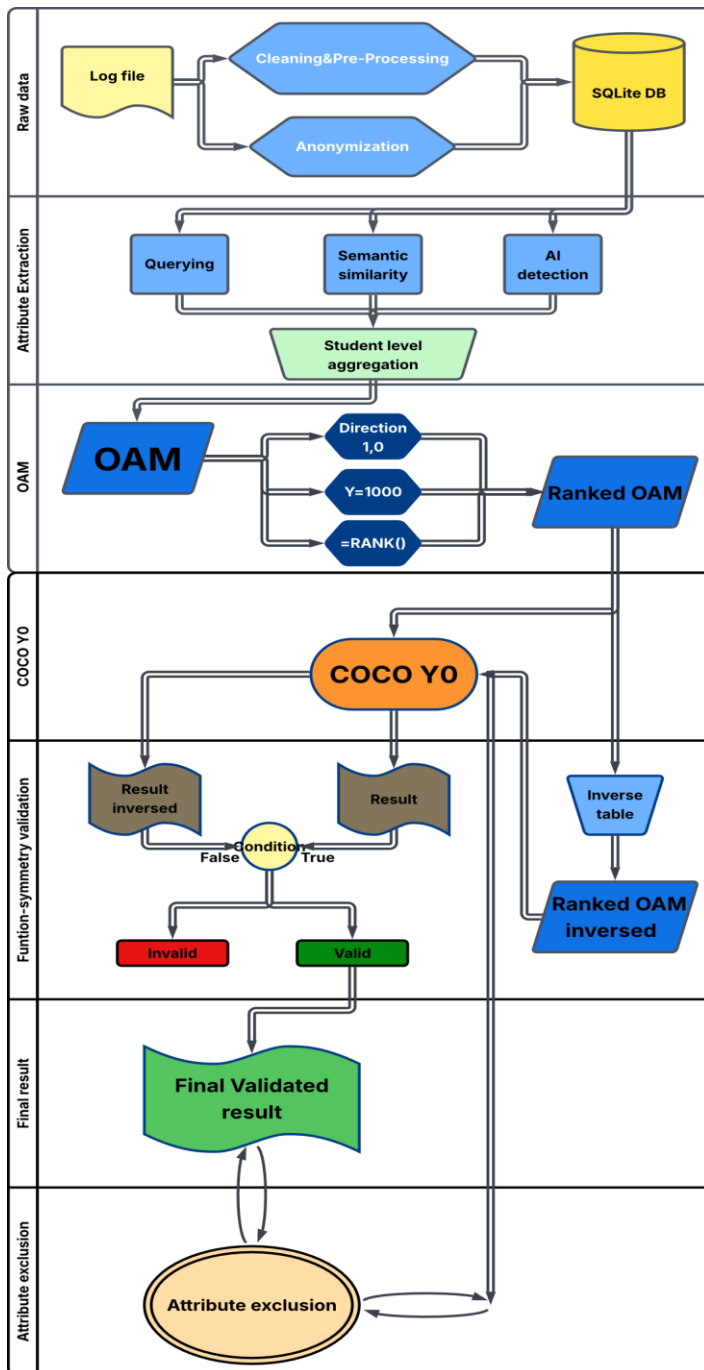 Raw data
Log file
Cleaning&Pre-Processing
Anonymization
SQLite DB
Attribute Extraction
Querying
Semantic
similarity
AI
detection
Student level
aggregation
OAM
OAM
Direction
1,0
Y=1000
=RANK()
Ranked OAM
COCO Y0
COCO Y0
Funtion-symmetry validation
Result
inversed
Result
Inverse
table
Condition
False
True
Ranked OAM
inversed
Invalid
Valid
Final result
Final Validated
result
Attribute exclusion
Attribute exclusion